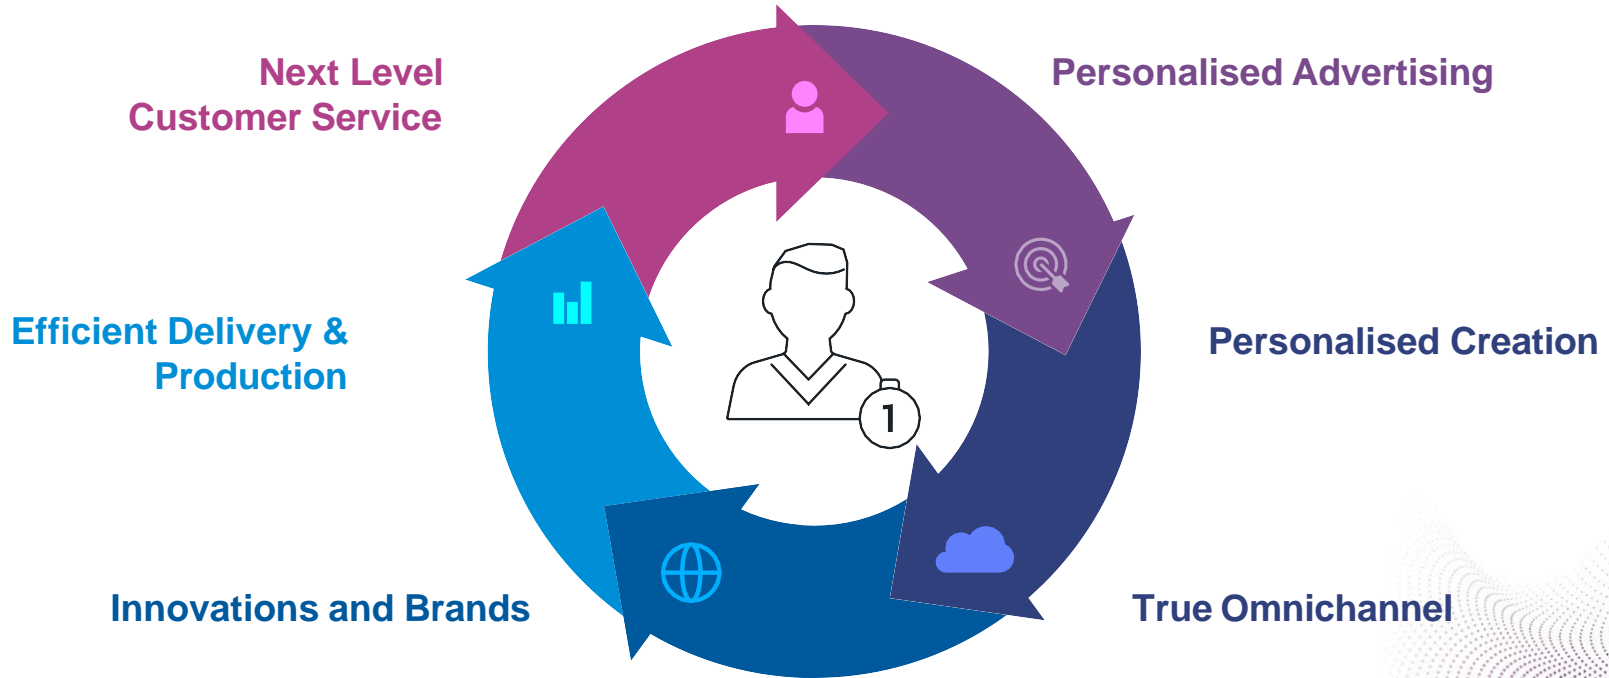 Next Level
Customer Service
Personalised Advertising
Efficient Delivery &
Production
Personalised Creation
1
Innovations and Brands
True Omnichannel